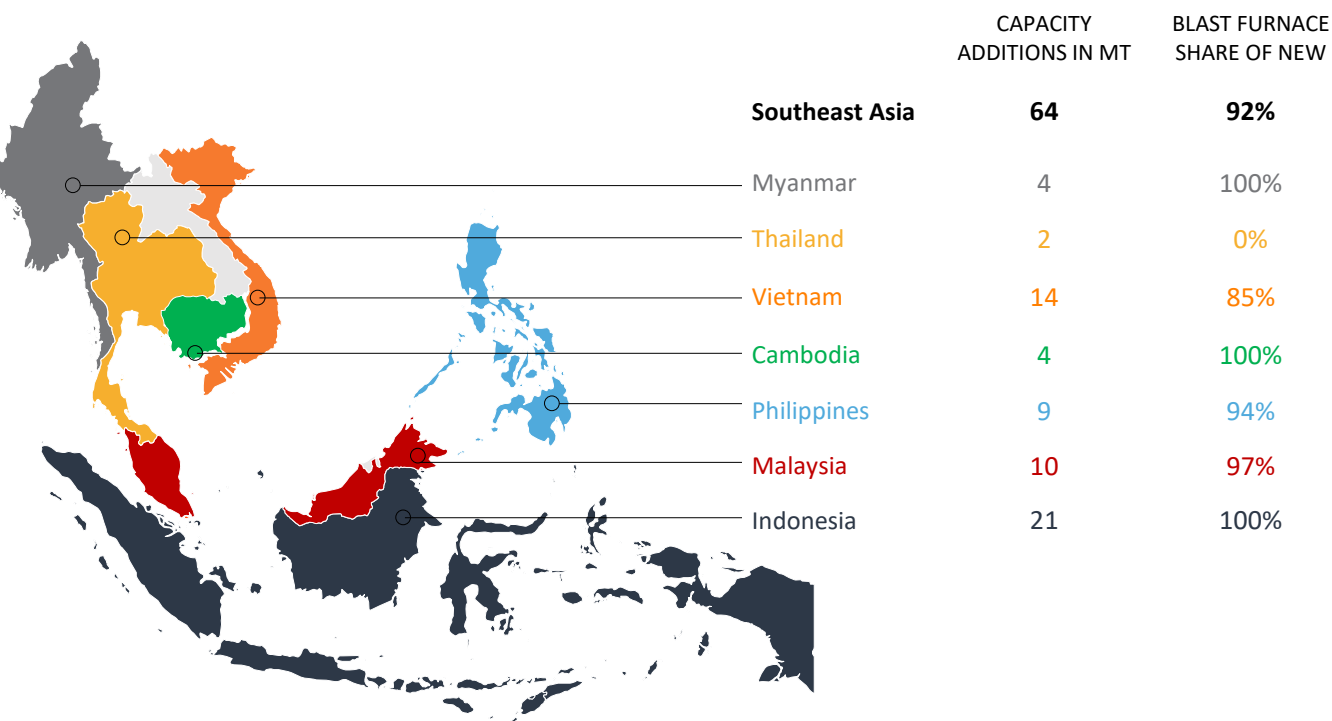 CAPACITY ADDITIONS IN MT
BLAST FURNACE SHARE OF NEW
Southeast Asia 64 92%
Myanmar 4 100%
Thailand 2 0%
Vietnam 14 85%
Cambodia 4 100%
Philippines 9 94%
Malaysia 10 97%
Indonesia 21 100%